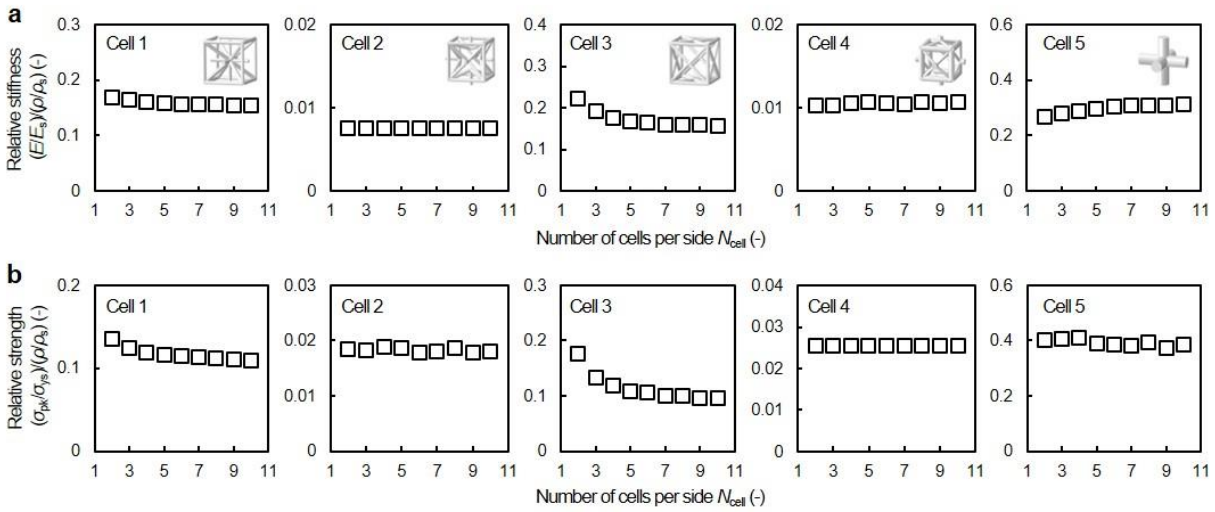 a
Relative stiffness
(E/Eₛ)/(ρ/ρₛ) (-)
0.3
0.2
0.1
0
Cell 1
1 3 5 7 9 11
0.02
0.01
0
Cell 2
1 3 5 7 9 11
0.4
0.3
0.2
0.1
0
Cell 3
1 3 5 7 9 11
0.02
0.01
0
Cell 4
1 3 5 7 9 11
0.6
0.4
0.2
0
Cell 5
1 3 5 7 9 11
Number of cells per side N_cell (-)
b
Relative strength
(σ_pk/σ_ys)/(ρ/ρₛ) (-)
0.2
0.1
0
Cell 1
1 3 5 7 9 11
0.03
0.02
0.01
0
Cell 2
1 3 5 7 9 11
0.3
0.2
0.1
0
Cell 3
1 3 5 7 9 11
0.04
0.03
0.02
0.01
0
Cell 4
1 3 5 7 9 11
0.6
0.4
0.2
0
Cell 5
1 3 5 7 9 11
Number of cells per side N_cell (-)